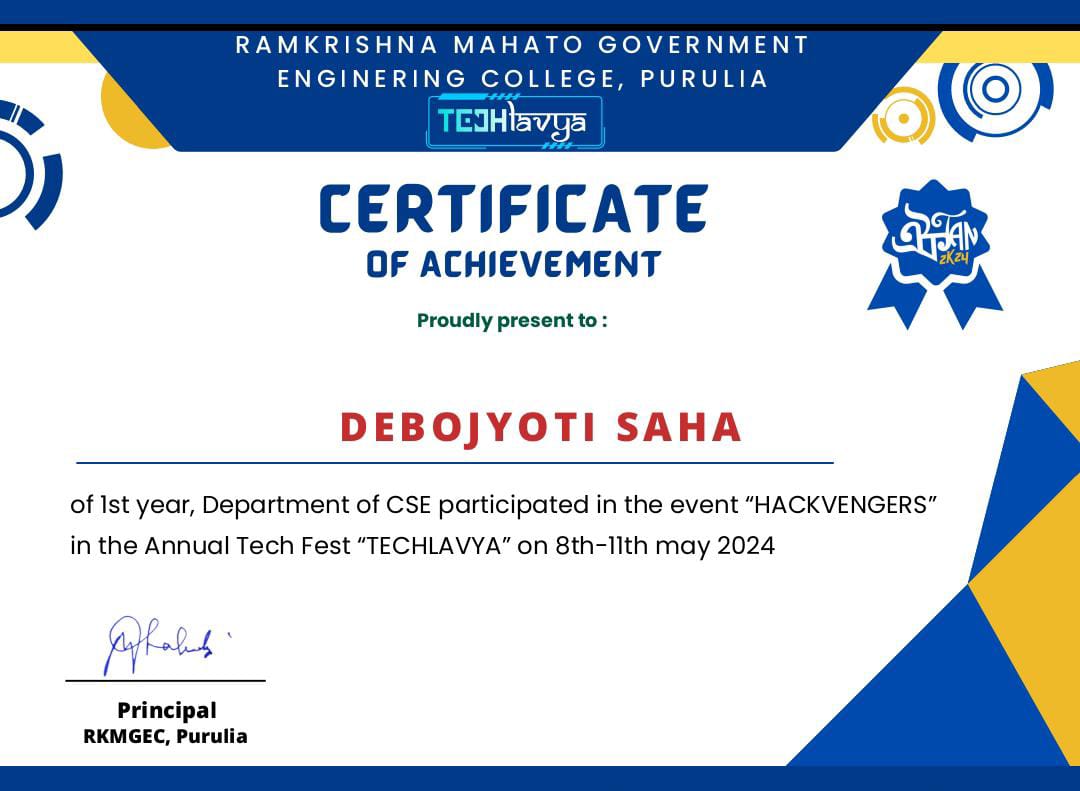 RAMKRISHNA MAHATO GOVERNMENT
ENGINERING COLLEGE, PURULIA
TECHlavya
CERTIFICATE
OF ACHIEVEMENT
2K24
Proudly present to :
DEBOJYOTI SAHA
of 1st year, Department of CSE participated in the event “HACKVENGERS”
in the Annual Tech Fest “TECHLAVYA” on 8th-11th may 2024
Principal
RKMGEC, Purulia